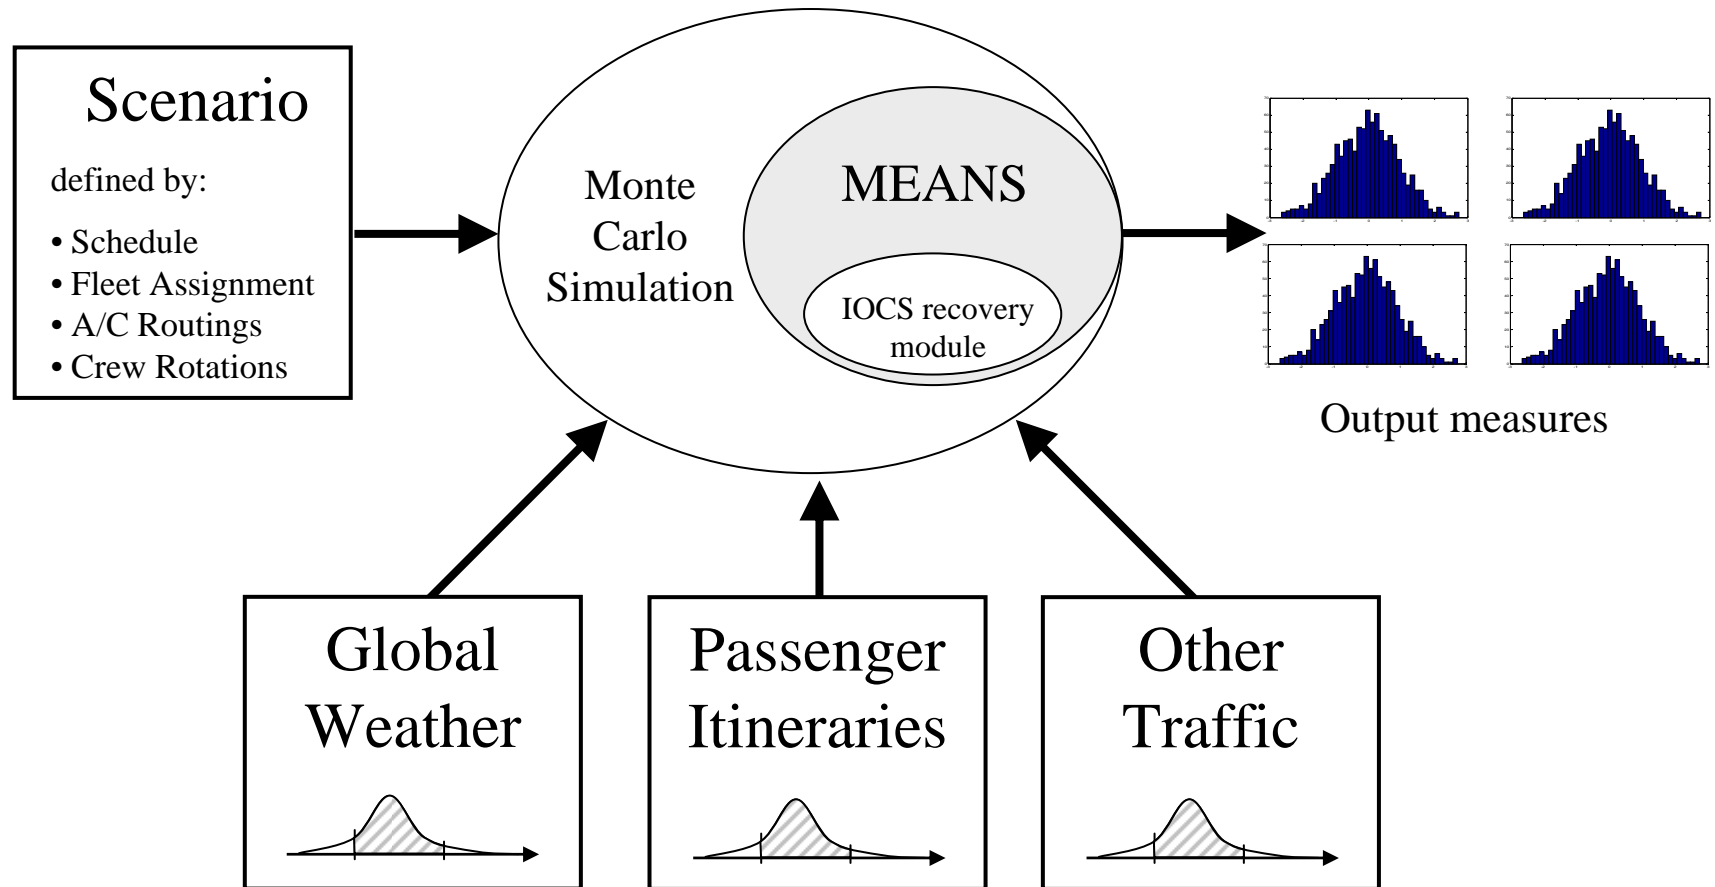 Scenario
defined by:
• Schedule
• Fleet Assignment
• A/C Routings
• Crew Rotations
Monte
Carlo
Simulation
MEANS
IOCS recovery
module
Output measures
Global
Weather
Passenger
Itineraries
Other
Traffic